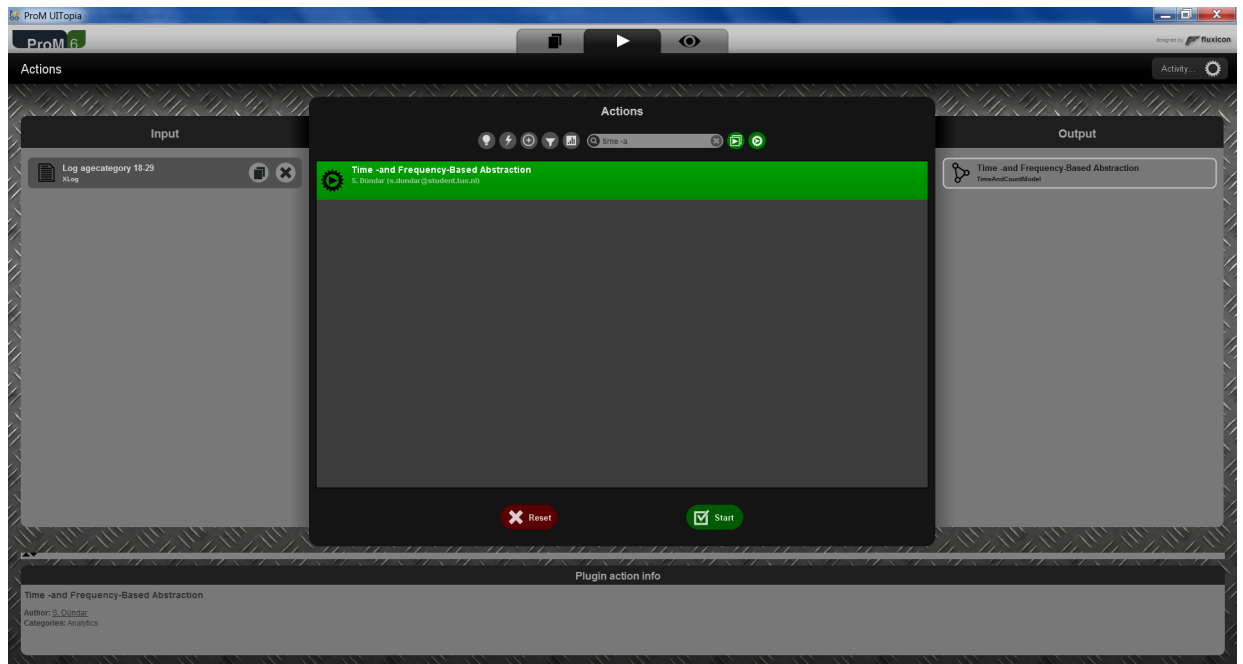 ProM UITopia
ProM 6
designed by fluxicon
Actions
Activity...
Actions
Input
Output
time -a
Log agecategory 18-29
XLog
Time -and Frequency-Based Abstraction
S. Dündar (s.dundar@student.tue.nl)
Time -and Frequency-Based Abstraction
TimeAndCountModel
Reset
Start
Plugin action info
Time -and Frequency-Based Abstraction
Author: S. Dündar
Categories: Analytics